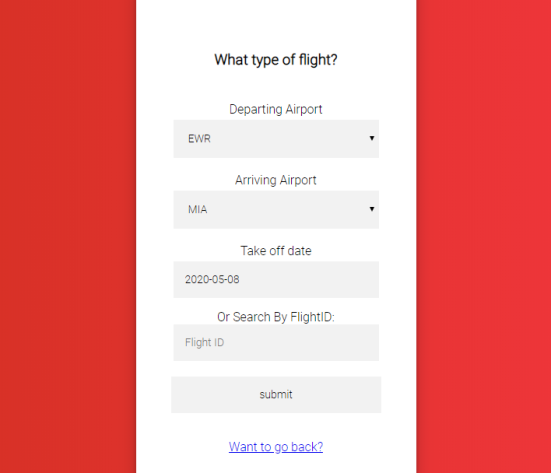 What type of flight?
Departing Airport
EWR
Arriving Airport
MIA
Take off date
2020-05-08
Or Search By FlightID:
Flight ID
submit
Want to go back?